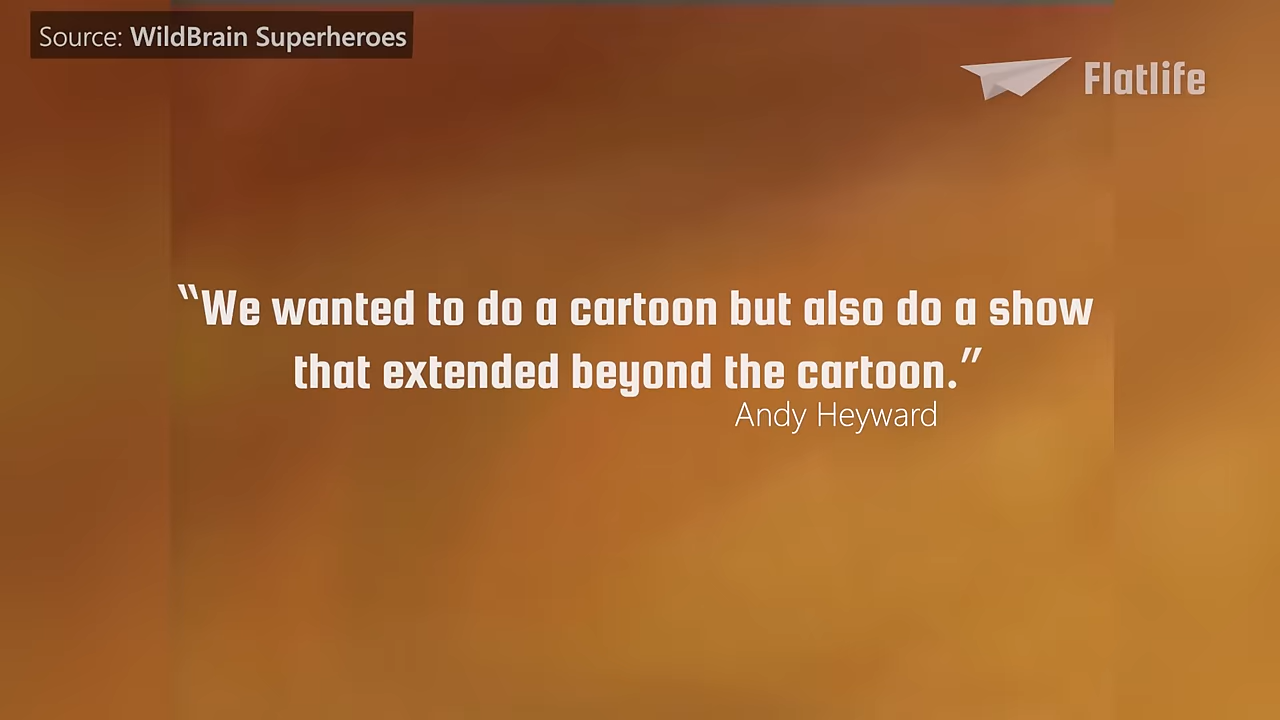 Source: WildBrain Superheroes
Flatlife
“We wanted to do a cartoon but also do a show
that extended beyond the cartoon.”
Andy Heyward